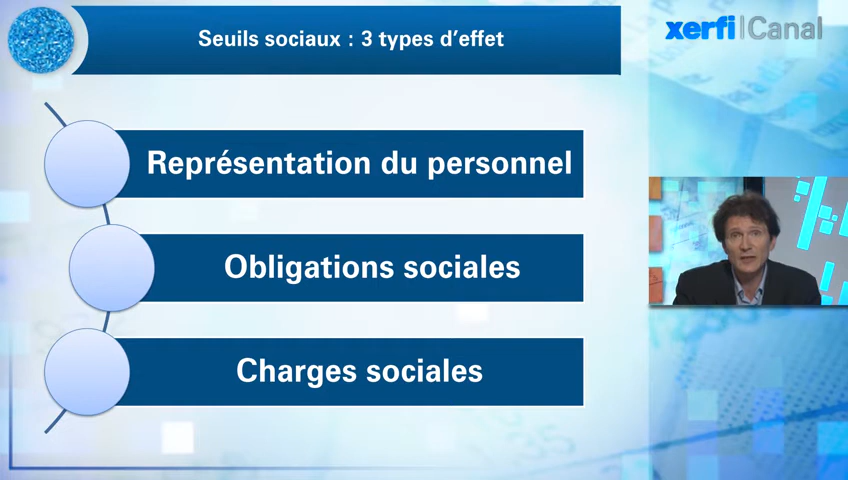 Seuils sociaux : 3 types d’effet
xerfi|Canal
Représentation du personnel
Obligations sociales
Charges sociales